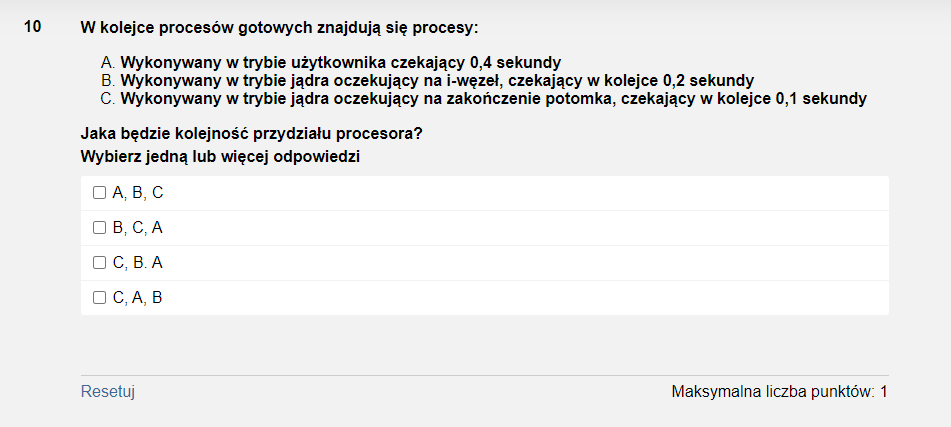 10 W kolejce procesów gotowych znajdują się procesy:
A. Wykonywany w trybie użytkownika czekający 0,4 sekundy
B. Wykonywany w trybie jądra oczekujący na i-węzeł, czekający w kolejce 0,2 sekundy
C. Wykonywany w trybie jądra oczekujący na zakończenie potomka, czekający w kolejce 0,1 sekundy
Jaka będzie kolejność przydziału procesora?
Wybierz jedną lub więcej odpowiedzi
A, B, C
B, C, A
C, B. A
C, A, B
Resetuj Maksymalna liczba punktów: 1